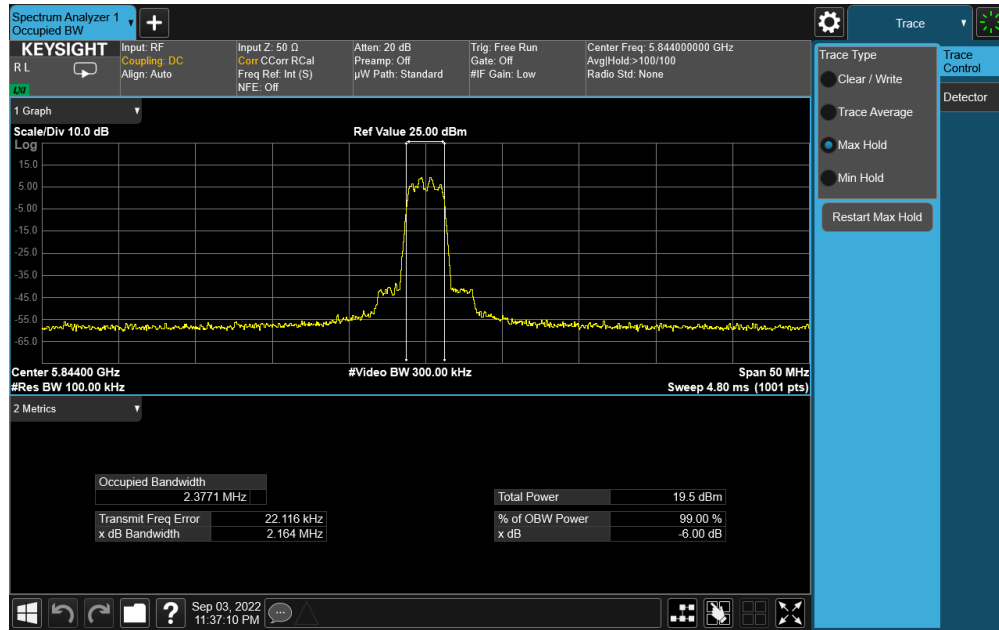 Spectrum Analyzer 1
Occupied BW
+
Trace
KEYSIGHT
R L
LXI
Input: RF
Coupling: DC
Align: Auto
Input Z: 50 Ω
Corr CCorr RCal
Freq Ref: Int (S)
NFE: Off
Atten: 20 dB
Preamp: Off
µW Path: Standard
Trig: Free Run
Gate: Off
#IF Gain: Low
Center Freq: 5.844000000 GHz
Avg|Hold:>100/100
Radio Std: None
Trace Type
Clear / Write
Trace Average
Max Hold
Min Hold
Restart Max Hold
Trace
Control
Detector
1 Graph
Scale/Div 10.0 dB
Ref Value 25.00 dBm
Log
15.0
5.00
-5.00
-15.0
-25.0
-35.0
-45.0
-55.0
-65.0
Center 5.84400 GHz
#Video BW 300.00 kHz
Span 50 MHz
#Res BW 100.00 kHz
Sweep 4.80 ms (1001 pts)
2 Metrics
Occupied Bandwidth
2.3771 MHz
Total Power 19.5 dBm
Transmit Freq Error 22.116 kHz
% of OBW Power 99.00 %
x dB Bandwidth 2.164 MHz
x dB -6.00 dB
?
Sep 03, 2022
11:37:10 PM